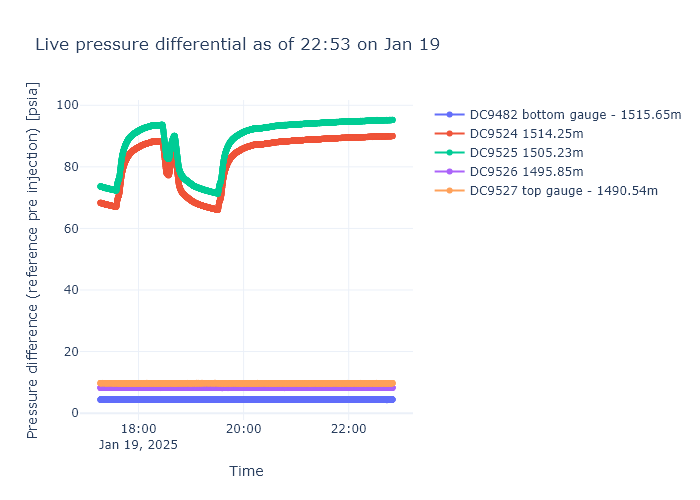 Live pressure differential as of 22:53 on Jan 19
Pressure difference (reference pre injection) [psia]
100
80
60
40
20
0
18:00
Jan 19, 2025
20:00
22:00
Time
DC9482 bottom gauge - 1515.65m
DC9524 1514.25m
DC9525 1505.23m
DC9526 1495.85m
DC9527 top gauge - 1490.54m